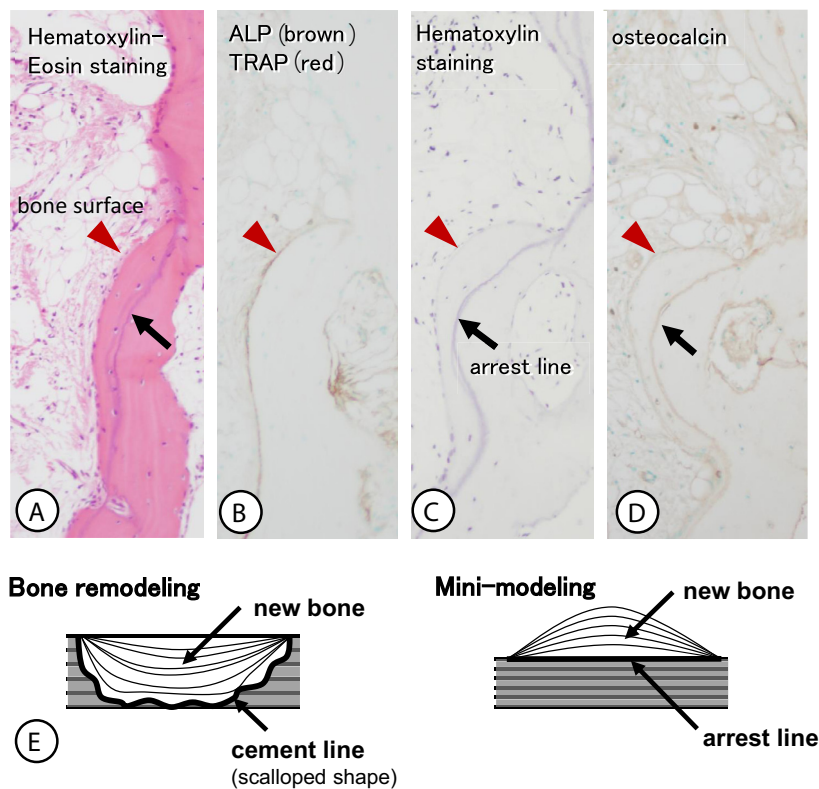 Hematoxylin-
Eosin staining
bone surface
A
ALP (brown)
TRAP (red)
B
Hematoxylin
staining
arrest line
C
osteocalcin
D
Bone remodeling
new bone
cement line
(scalloped shape)
E
Mini-modeling
new bone
arrest line